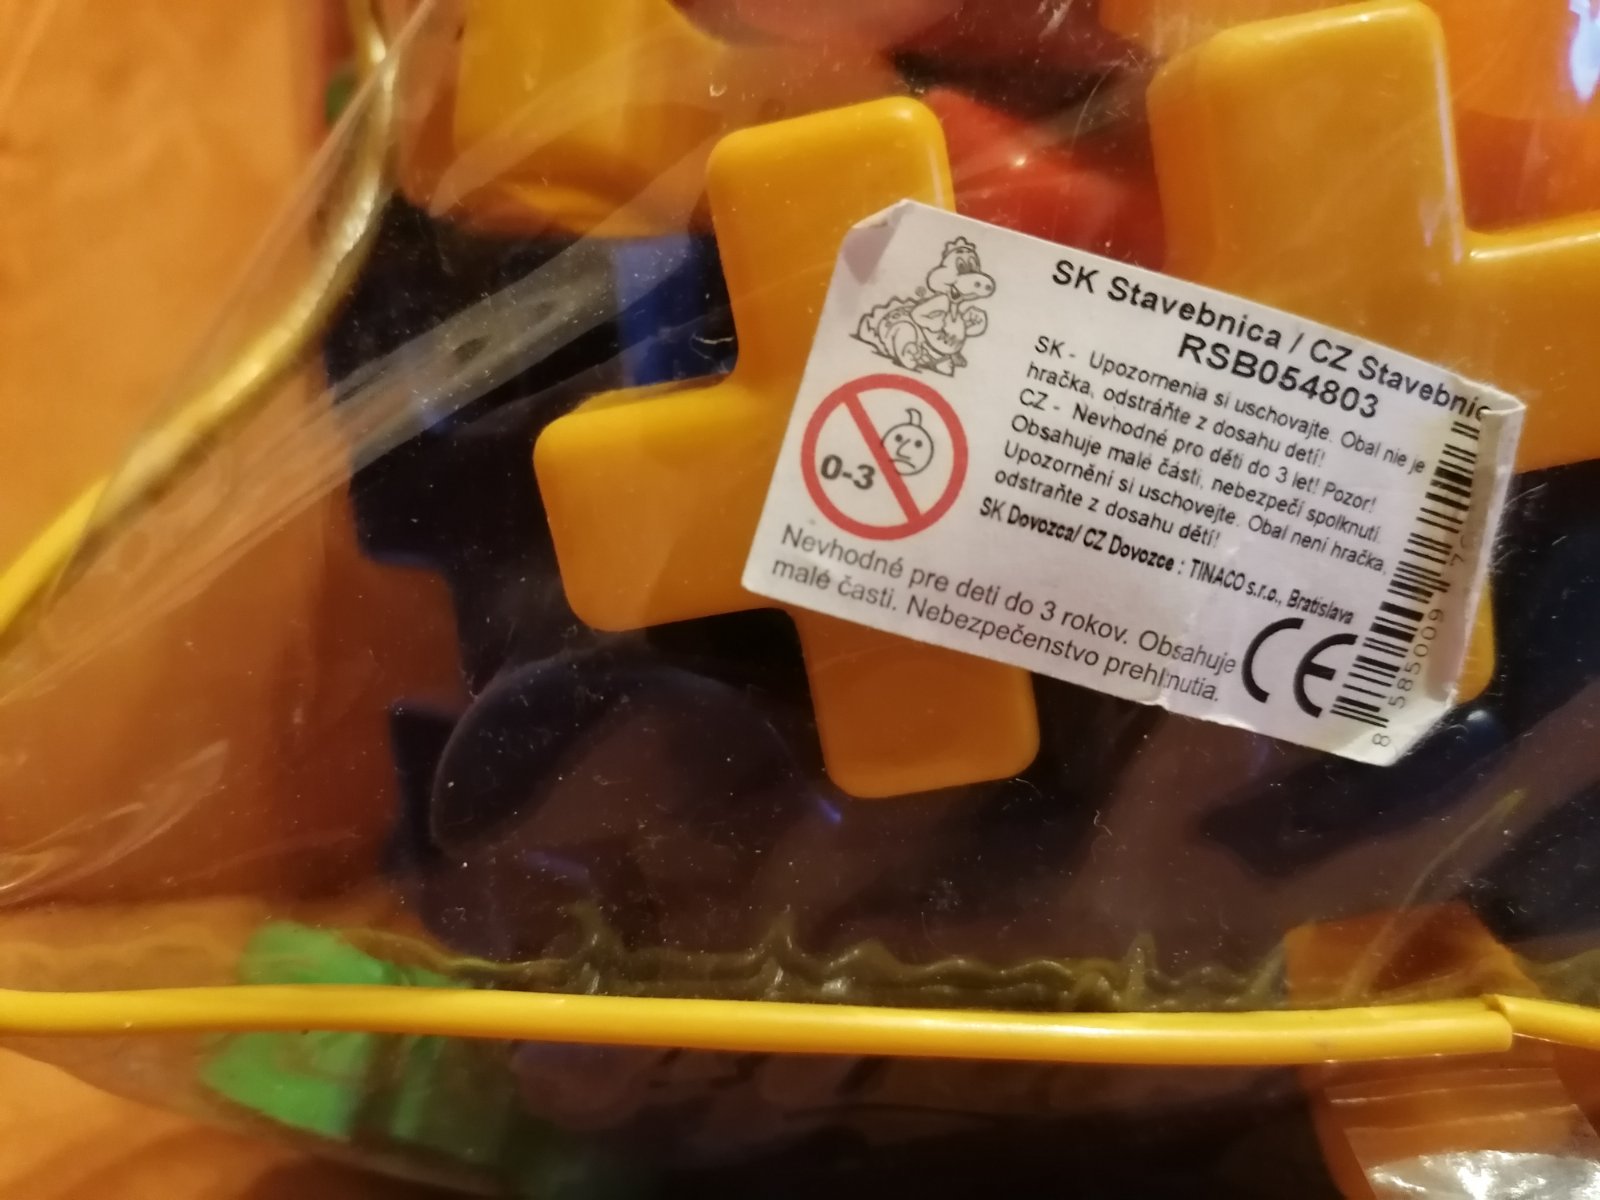 SK Stavebnica / CZ Stavebnic
RSB054803
SK - Upozornenia si uschovajte. Obal nie je
hračka, odstráňte z dosahu detí!
CZ - Nevhodné pro děti do 3 let! Pozor!
Obsahuje malé části, nebezpečí spolknutí.
Upozornění si uschovejte. Obal není hračka,
odstraňte z dosahu dětí!
SK Dovozca/ CZ Dovozce : TINACO s.r.o., Bratislava
0-3
Nevhodné pre deti do 3 rokov. Obsahuje
malé časti. Nebezpečenstvo prehlnutia.
CE
8 585009